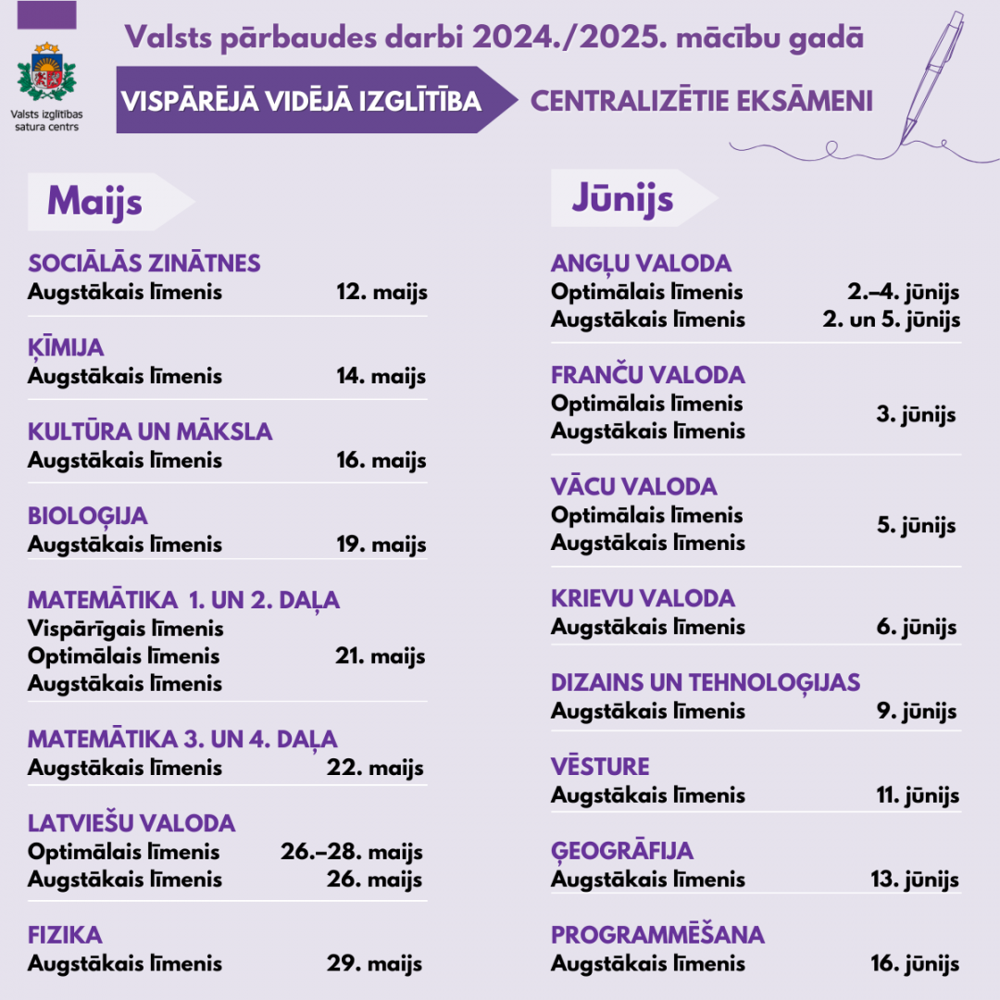 Valsts pārbaudes darbi 2024./2025. mācību gadā
Valsts izglītības
satura centrs
VISPĀRĒJĀ VIDĒJĀ IZGLĪTĪBA
CENTRALIZĒTIE EKSĀMENI
Maijs
SOCIĀLĀS ZINĀTNES
Augstākais līmenis 12. maijs
ĶĪMIJA
Augstākais līmenis 14. maijs
KULTŪRA UN MĀKSLA
Augstākais līmenis 16. maijs
BIOLOĢIJA
Augstākais līmenis 19. maijs
MATEMĀTIKA 1. UN 2. DAĻA
Vispārīgais līmenis
Optimālais līmenis 21. maijs
Augstākais līmenis
MATEMĀTIKA 3. UN 4. DAĻA
Augstākais līmenis 22. maijs
LATVIEŠU VALODA
Optimālais līmenis 26.–28. maijs
Augstākais līmenis 26. maijs
FIZIKA
Augstākais līmenis 29. maijs
Jūnijs
ANGĻU VALODA
Optimālais līmenis 2.–4. jūnijs
Augstākais līmenis 2. un 5. jūnijs
FRANČU VALODA
Optimālais līmenis
3. jūnijs
Augstākais līmenis
VĀCU VALODA
Optimālais līmenis
5. jūnijs
Augstākais līmenis
KRIEVU VALODA
Augstākais līmenis 6. jūnijs
DIZAINS UN TEHNOLOĢIJAS
Augstākais līmenis 9. jūnijs
VĒSTURE
Augstākais līmenis 11. jūnijs
ĢEOGRĀFIJA
Augstākais līmenis 13. jūnijs
PROGRAMMĒŠANA
Augstākais līmenis 16. jūnijs